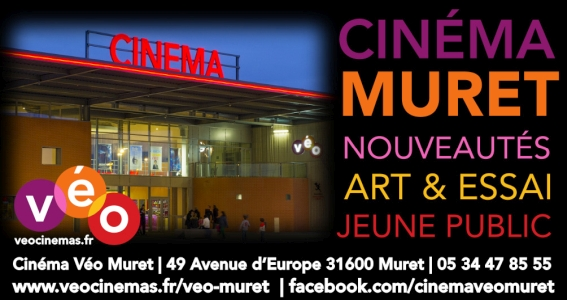 CINEMA
véo
véo
veocinemas.fr
CINÉMA
MURET
NOUVEAUTÉS
ART & ESSAI
JEUNE PUBLIC
Cinéma Véo Muret | 49 Avenue d'Europe 31600 Muret | 05 34 47 85 55
www.veocinemas.fr/veo-muret | facebook.com/cinemaveomuret